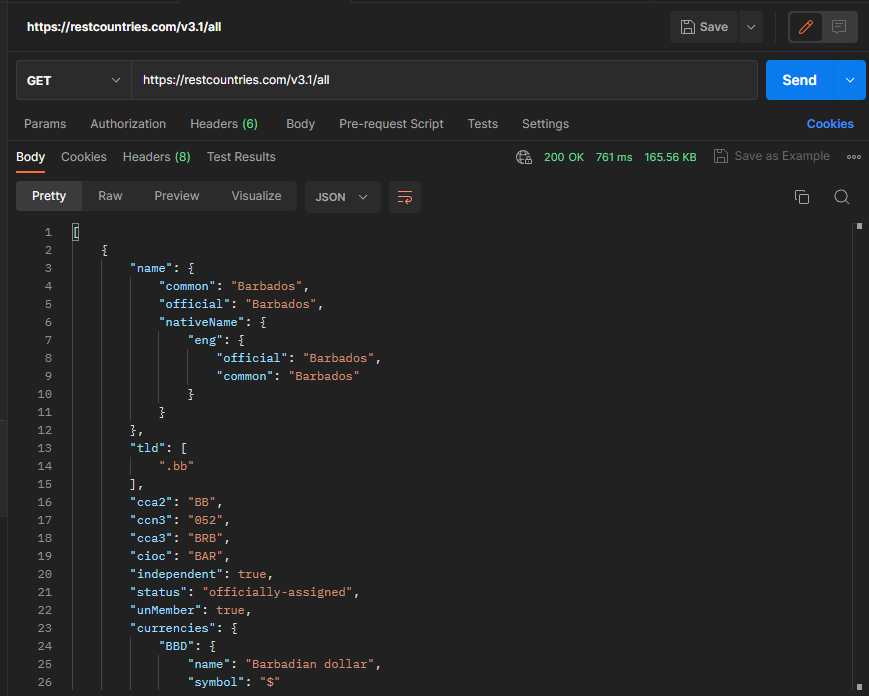 https://restcountries.com/v3.1/all Save
GET https://restcountries.com/v3.1/all Send
Params Authorization Headers (6) Body Pre-request Script Tests Settings Cookies
Body Cookies Headers (8) Test Results 200 OK 761 ms 165.56 KB Save as Example
Pretty Raw Preview Visualize JSON
1 [
2 {
3 "name": {
4 "common": "Barbados",
5 "official": "Barbados",
6 "nativeName": {
7 "eng": {
8 "official": "Barbados",
9 "common": "Barbados"
10 }
11 }
12 },
13 "tld": [
14 ".bb"
15 ],
16 "cca2": "BB",
17 "ccn3": "052",
18 "cca3": "BRB",
19 "cioc": "BAR",
20 "independent": true,
21 "status": "officially-assigned",
22 "unMember": true,
23 "currencies": {
24 "BBD": {
25 "name": "Barbadian dollar",
26 "symbol": "$"